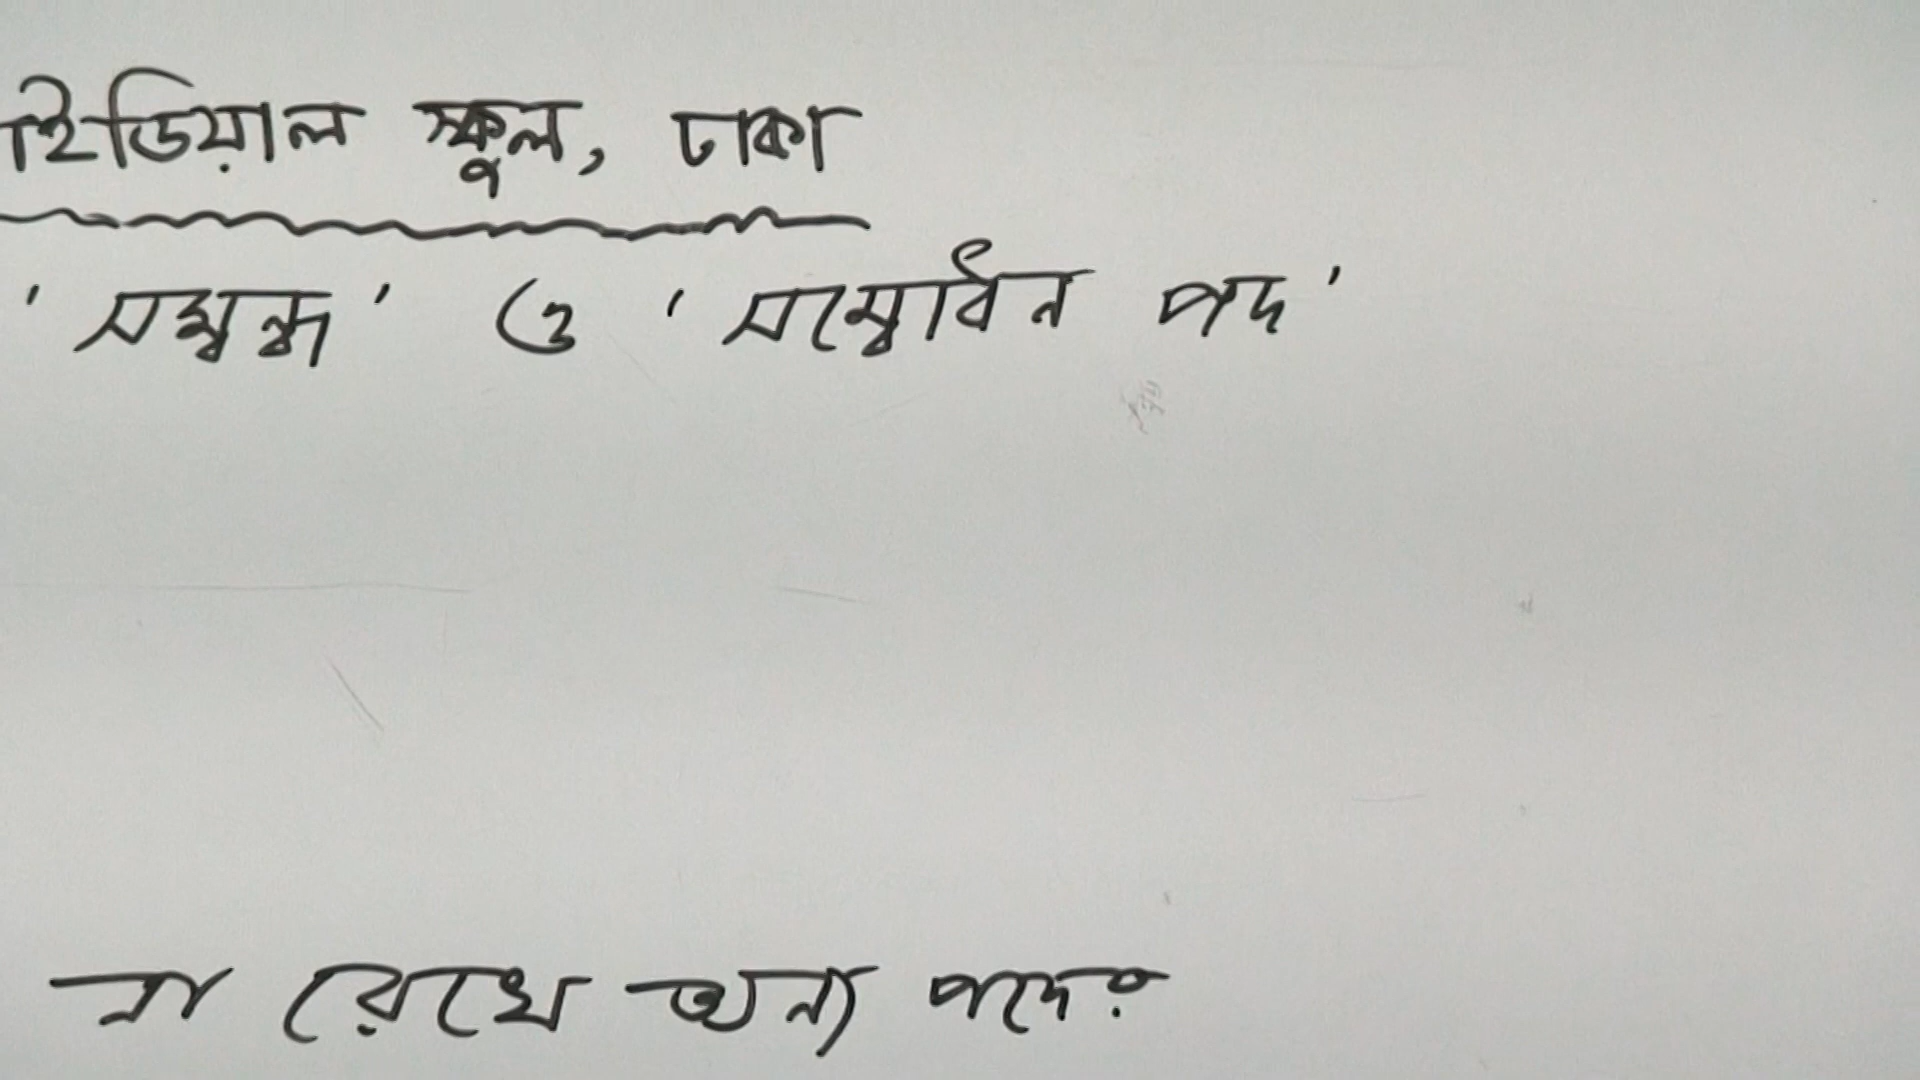 াইডিয়াল স্কুল, ঢাকা
' সম্বন্ধ ' ও ' সম্বোধন পদ '
না রেখে অন্য পদের